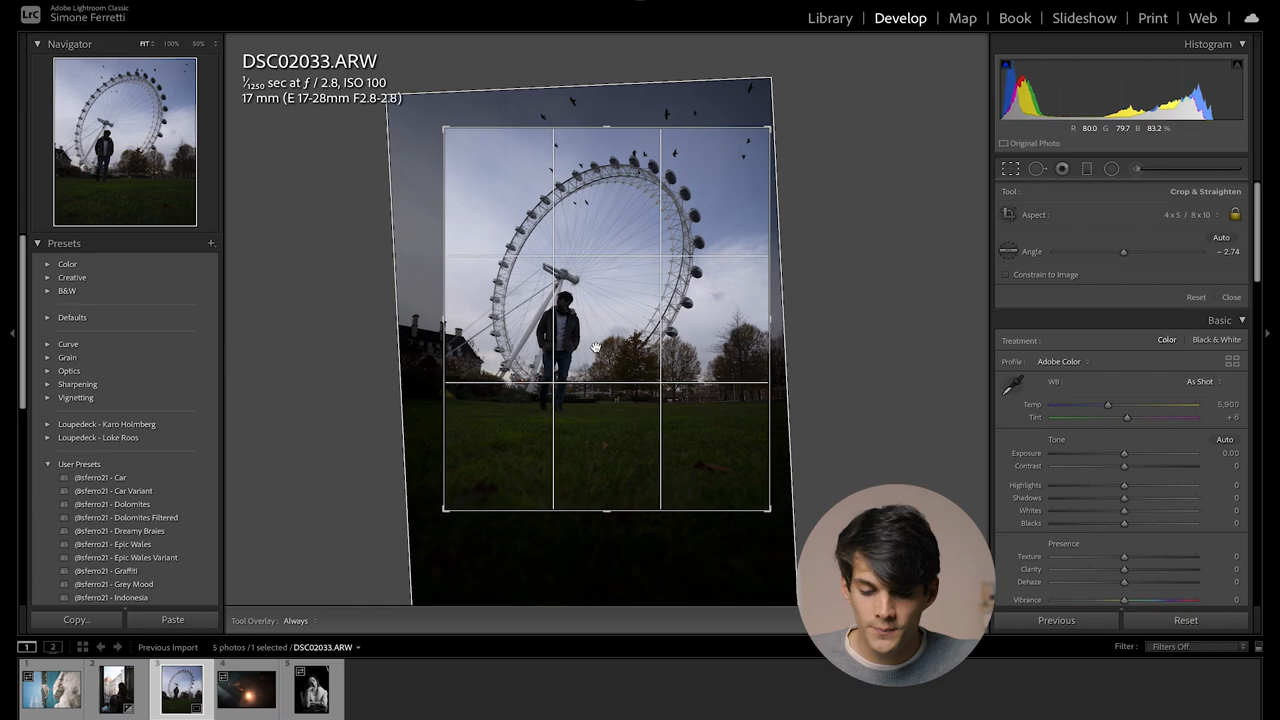 LrC
Adobe Lightroom Classic
Simone Ferretti
Library | Develop | Map | Book | Slideshow | Print | Web
Navigator FIT 100% 50%
Presets +
Color
Creative
B&W
Defaults
Curve
Grain
Optics
Sharpening
Vignetting
Loupedeck - Karo Holmberg
Loupedeck - Loke Roos
User Presets
@sferro21 - Car
@sferro21 - Car Variant
@sferro21 - Dolomites
@sferro21 - Dolomites Filtered
@sferro21 - Dreamy Braies
@sferro21 - Epic Wales
@sferro21 - Epic Wales Variant
@sferro21 - Graffiti
@sferro21 - Grey Mood
@sferro21 - Indonesia
Copy... Paste
DSC02033.ARW
1/1250 sec at ƒ / 2.8, ISO 100
17 mm (E 17-28mm F2.8-2.8)
Tool Overlay : Always
Histogram
R 80.0 G 79.7 B 83.2 %
Original Photo
Tool : Crop & Straighten
Aspect : 4 x 5 / 8 x 10
Auto
Angle - 2.74
Constrain to Image
Reset Close
Basic
Treatment : Color Black & White
Profile : Adobe Color
WB : As Shot
Temp 5,900
Tint + 6
Tone Auto
Exposure 0.00
Contrast 0
Highlights 0
Shadows 0
Whites 0
Blacks 0
Presence
Texture 0
Clarity 0
Dehaze 0
Vibrance 0
Previous Reset
1 2 Previous Import 5 photos / 1 selected / DSC02033.ARW Filter : Filters Off
1 2 3 4 5